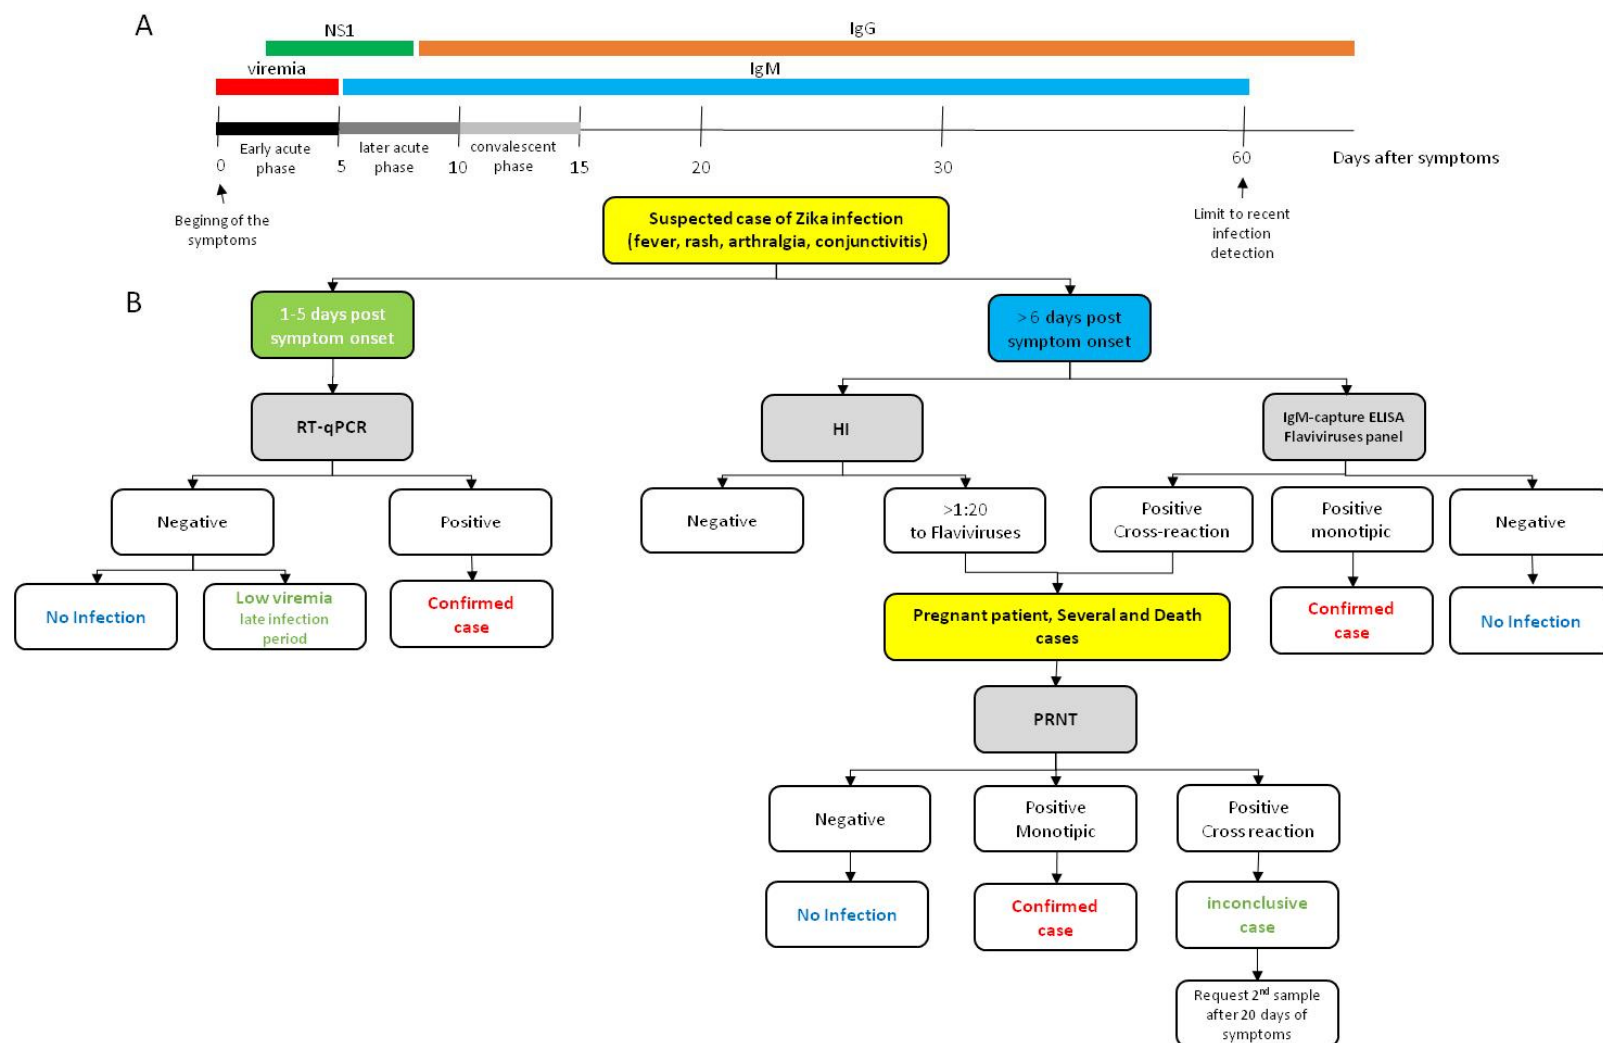 A
NS1
IgG
viremia
IgM
Early acute
phase
later acute
phase
convalescent
phase
0
5
10
15
20
30
60
Days after symptoms
Beginng of the
symptoms
Limit to recent
infection
detection
Suspected case of Zika infection
(fever, rash, arthralgia, conjunctivitis)
B
1-5 days post
symptom onset
>6 days post
symptom onset
RT-qPCR
HI
IgM-capture ELISA
Flaviviruses panel
Negative
Positive
Negative
>1:20
to Flaviviruses
Positive
Cross-reaction
Positive
monotipic
Negative
No Infection
Low viremia
late infection
period
Confirmed
case
Pregnant patient, Several and Death
cases
Confirmed
case
No Infection
PRNT
Negative
Positive
Monotipic
Positive
Cross reaction
No Infection
Confirmed
case
inconclusive
case
Request 2nd sample
after 20 days of
symptoms